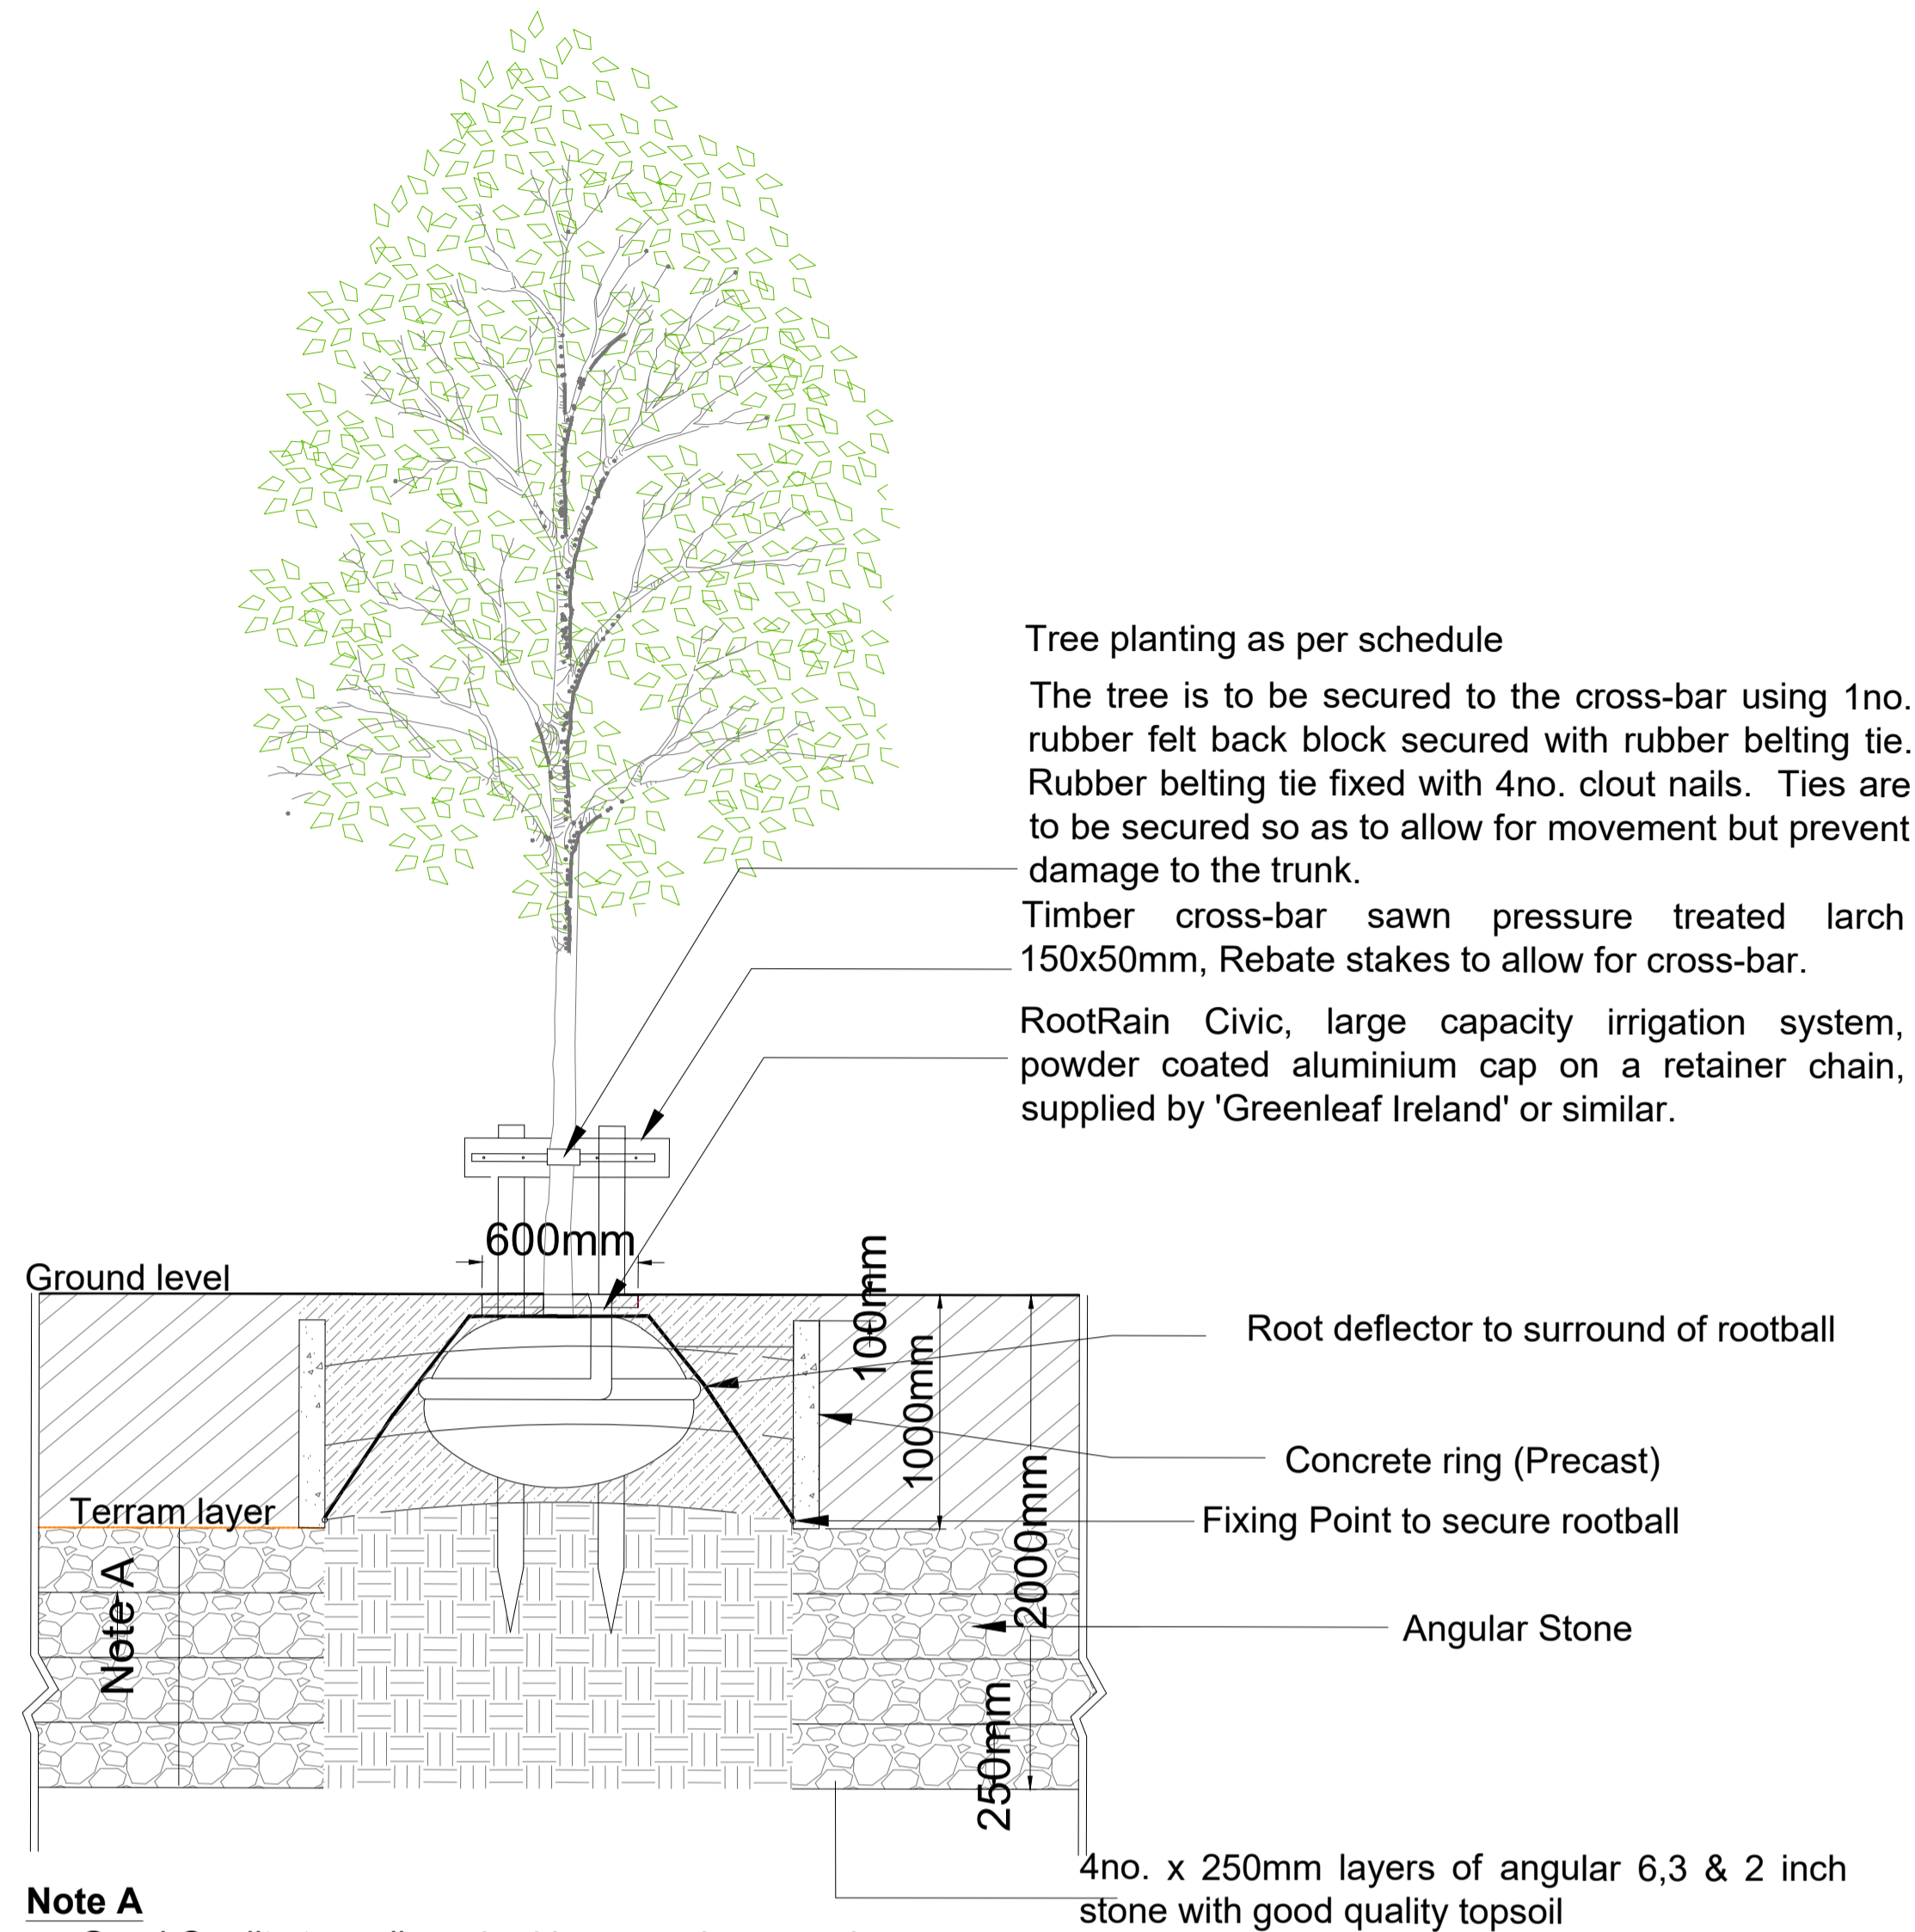 Tree planting as per schedule
The tree is to be secured to the cross-bar using 1no.
rubber felt back block secured with rubber belting tie.
Rubber belting tie fixed with 4no. clout nails. Ties are
to be secured so as to allow for movement but prevent
damage to the trunk.
Timber cross-bar sawn pressure treated larch
150x50mm, Rebate stakes to allow for cross-bar.
RootRain Civic, large capacity irrigation system,
powder coated aluminium cap on a retainer chain,
supplied by 'Greenleaf Ireland' or similar.
600mm
Ground level
100mm
Root deflector to surround of rootball
1000mm
Concrete ring (Precast)
Terram layer
Fixing Point to secure rootball
2000mm
Note A
Angular Stone
250mm
4no. x 250mm layers of angular 6,3 & 2 inch
stone with good quality topsoil
Note A